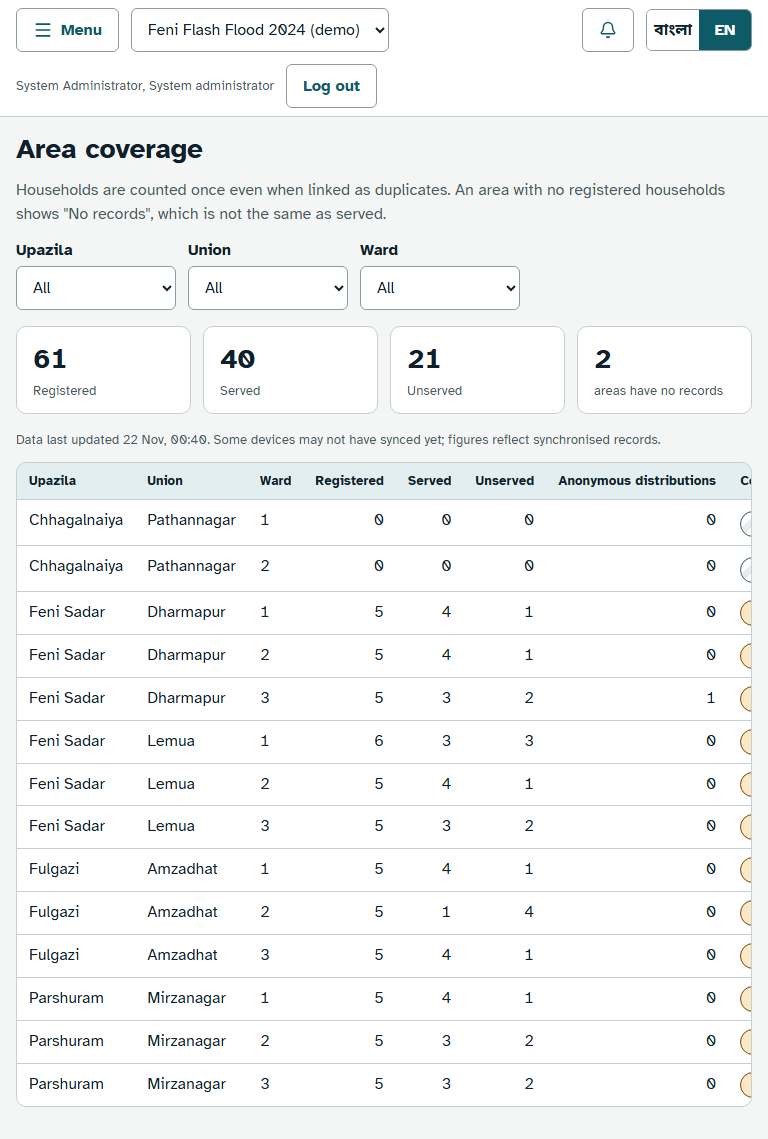 ☰ Menu Feni Flash Flood 2024 (demo) বাংলা EN
System Administrator, System administrator Log out
Area coverage
Households are counted once even when linked as duplicates. An area with no registered households
shows "No records", which is not the same as served.
Upazila Union Ward
All All All
61 40 21 2
Registered Served Unserved areas have no records
Data last updated 22 Nov, 00:40. Some devices may not have synced yet; figures reflect synchronised records.
Upazila Union Ward Registered Served Unserved Anonymous distributions
Chhagalnaiya Pathannagar 1 0 0 0 0
Chhagalnaiya Pathannagar 2 0 0 0 0
Feni Sadar Dharmapur 1 5 4 1 0
Feni Sadar Dharmapur 2 5 4 1 0
Feni Sadar Dharmapur 3 5 3 2 1
Feni Sadar Lemua 1 6 3 3 0
Feni Sadar Lemua 2 5 4 1 0
Feni Sadar Lemua 3 5 3 2 0
Fulgazi Amzadhat 1 5 4 1 0
Fulgazi Amzadhat 2 5 1 4 0
Fulgazi Amzadhat 3 5 4 1 0
Parshuram Mirzanagar 1 5 4 1 0
Parshuram Mirzanagar 2 5 3 2 0
Parshuram Mirzanagar 3 5 3 2 0